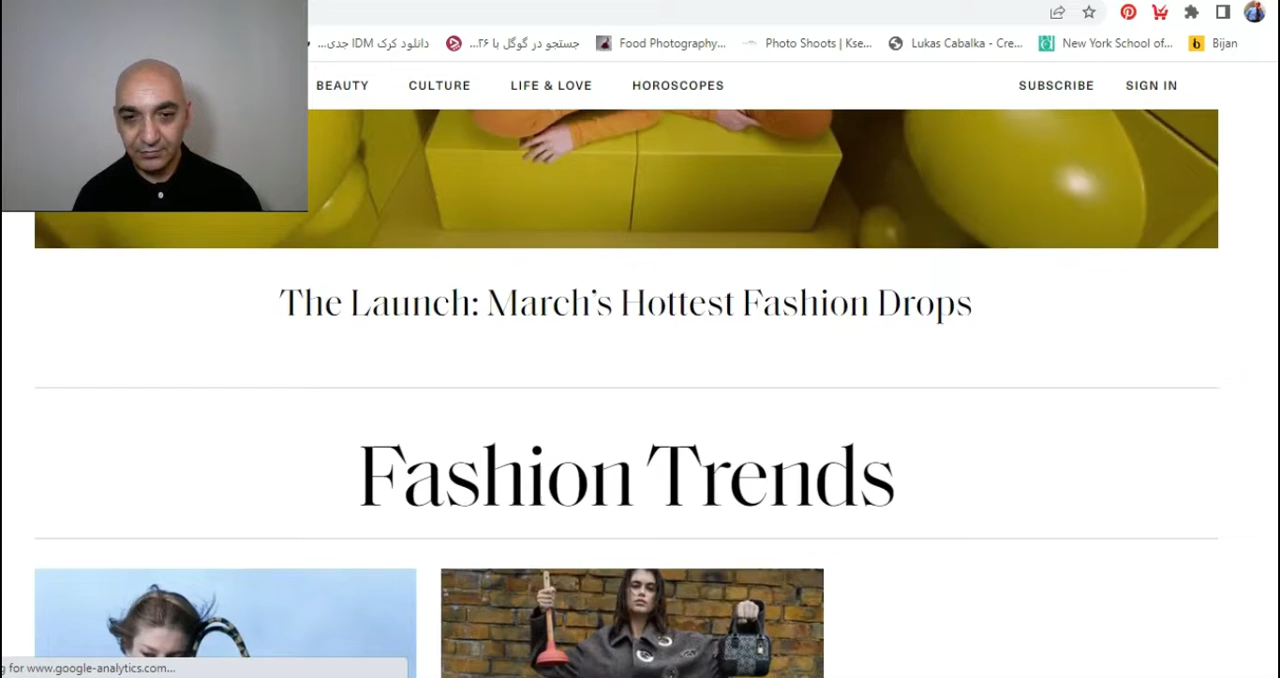 دانلود کرک IDM جدی...
جستجو در گوگل با ۲۶...
Food Photography...
Photo Shoots | Kse...
Lukas Cabalka - Cre...
New York School of...
Bijan
BEAUTY
CULTURE
LIFE & LOVE
HOROSCOPES
SUBSCRIBE
SIGN IN
The Launch: March's Hottest Fashion Drops
Fashion Trends
g for www.google-analytics.com...